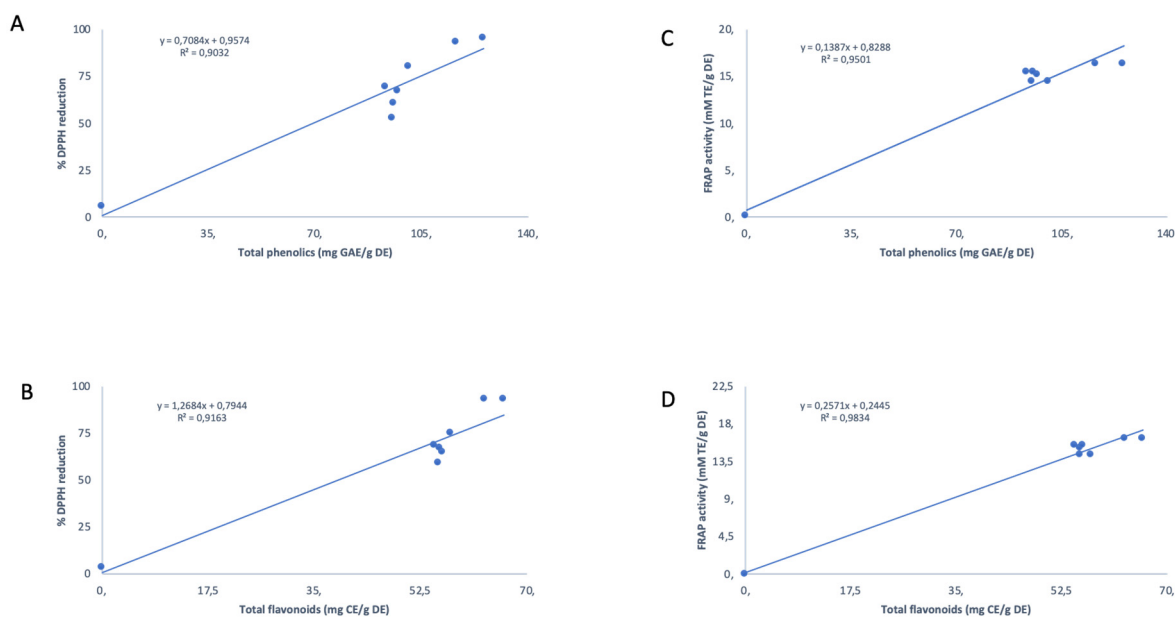 A
y = 0,7084x + 0,9574
R² = 0,9032
% DPPH reduction
100
75
50
25
0
0, 35, 70, 105, 140,
Total phenolics (mg GAE/g DE)
C
y = 0,1387x + 0,8288
R² = 0,9501
FRAP activity (mM TE/g DE)
20,
15,
10,
5,
0,
0, 35, 70, 105, 140
Total phenolics (mg GAE/g DE)
B
y = 1,2684x + 0,7944
R² = 0,9163
% DPPH reduction
100
75
50
25
0
0, 17,5 35, 52,5 70,
Total flavonoids (mg CE/g DE)
D
y = 0,2571x + 0,2445
R² = 0,9834
FRAP activity (mM TE/g DE)
22,5
18,
13,5
9,
4,5
0,
0, 17,5 35, 52,5 70,
Total flavonoids (mg CE/g DE)